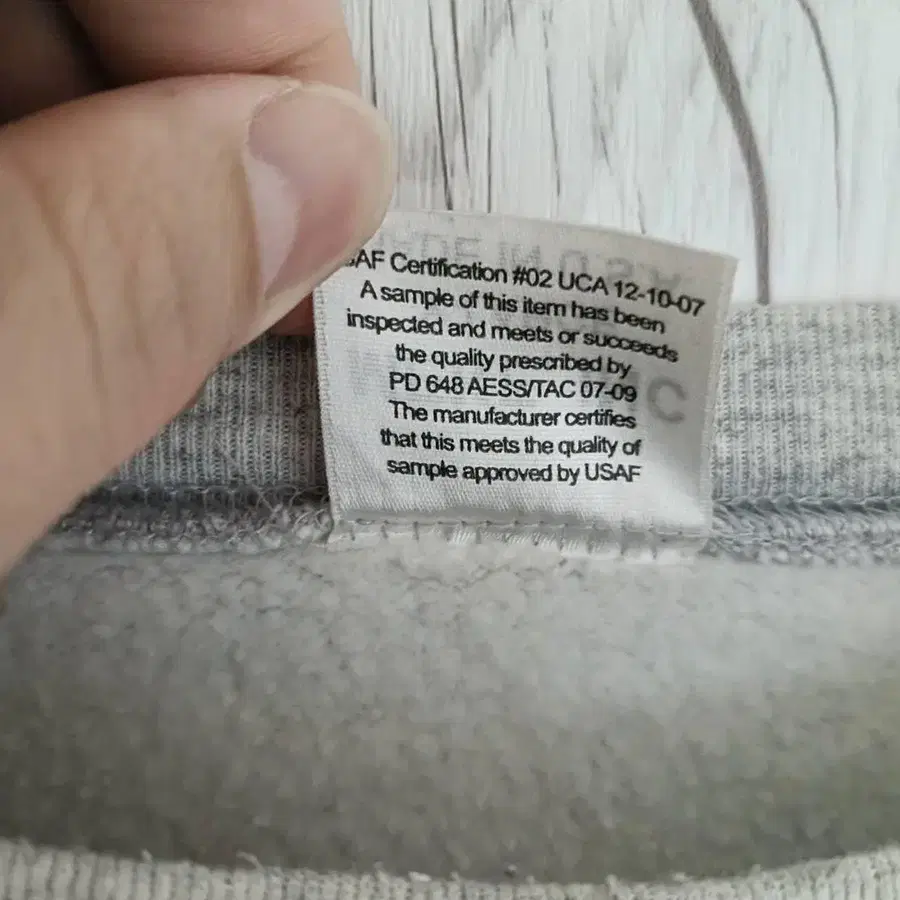 AF Certification #02 UCA 12-10-07
A sample of this item has been
inspected and meets or succeeds
the quality prescribed by
PD 648 AESS/TAC 07-09
The manufacturer certifies
that this meets the quality of
sample approved by USAF